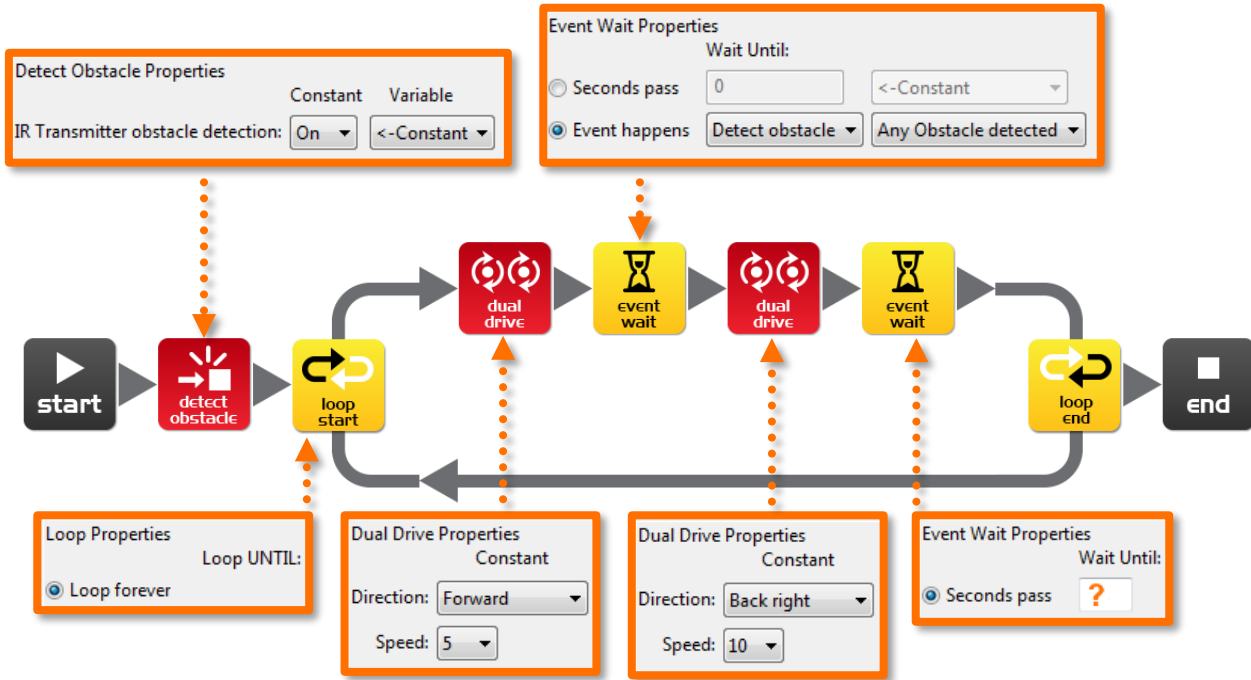 Detect Obstacle Properties
Constant Variable
IR Transmitter obstacle detection: On <-Constant
Event Wait Properties
Wait Until:
Seconds pass 0 <-Constant
Event happens Detect obstacle Any Obstacle detected
start
detect
obstacle
loop
start
dual
drive
event
wait
dual
drive
event
wait
loop
end
end
Loop Properties
Loop UNTIL:
Loop forever
Dual Drive Properties
Constant
Direction: Forward
Speed: 5
Dual Drive Properties
Constant
Direction: Back right
Speed: 10
Event Wait Properties
Wait Until:
Seconds pass ?